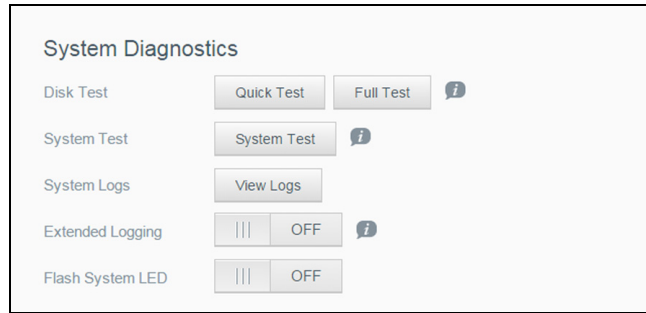 System Diagnostics
Disk Test Quick Test Full Test i
System Test System Test i
System Logs View Logs
Extended Logging OFF i
Flash System LED OFF